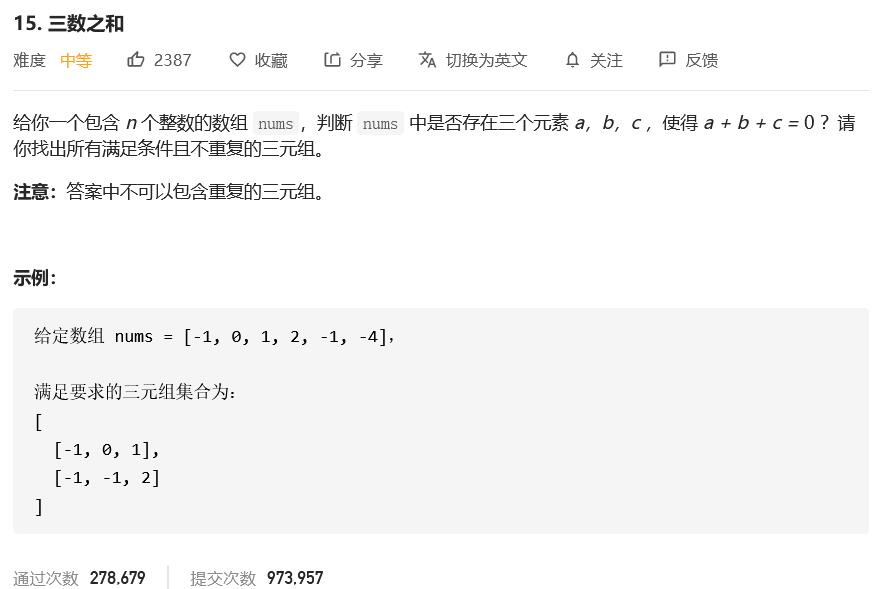 15. 三数之和
难度 中等 2387 收藏 分享 切换为英文 关注 反馈
给你一个包含 n 个整数的数组 nums，判断 nums 中是否存在三个元素 a，b，c ，使得 a + b + c = 0 ？请
你找出所有满足条件且不重复的三元组。
注意：答案中不可以包含重复的三元组。
示例：
给定数组 nums = [-1, 0, 1, 2, -1, -4]，
满足要求的三元组集合为：
[
[-1, 0, 1],
[-1, -1, 2]
]
通过次数 278,679 提交次数 973,957